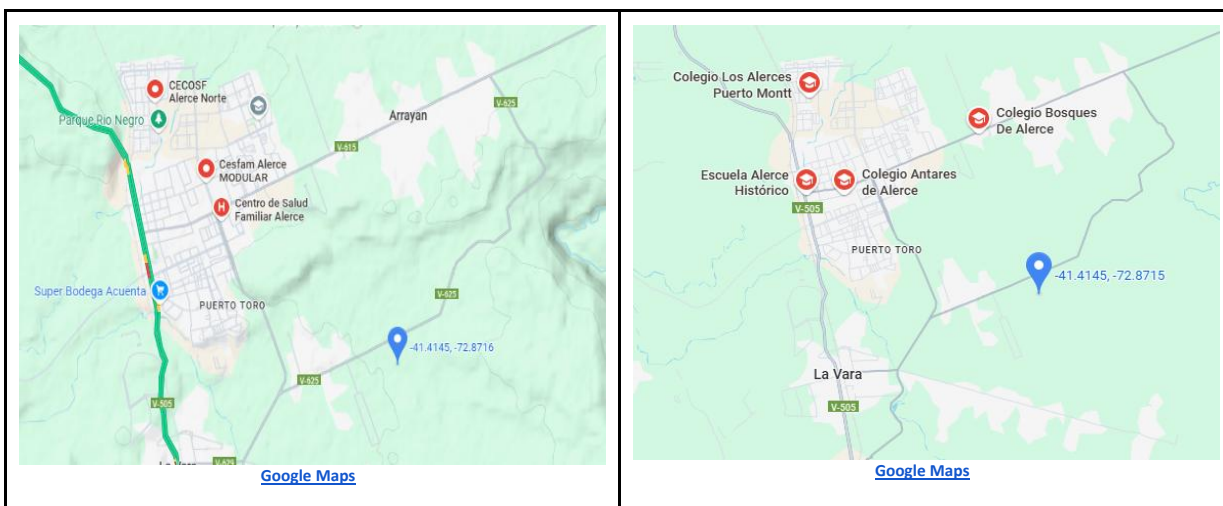 CECOSF
Alerce Norte
Parque Rio Negro
Arrayan
V-625
V-615
Cesfam Alerce
MODULAR
Centro de Salud
Familiar Alerce
Super Bodega Acuenta
PUERTO TORO
V-625
-41.4145, -72.8716
V-625
V-505
La Vara
V-625
Google Maps
Colegio Los Alerces
Puerto Montt
Colegio Bosques
De Alerce
Escuela Alerce
Histórico
Colegio Antares
de Alerce
V-505
PUERTO TORO
-41.4145, -72.8715
La Vara
V-505
Google Maps